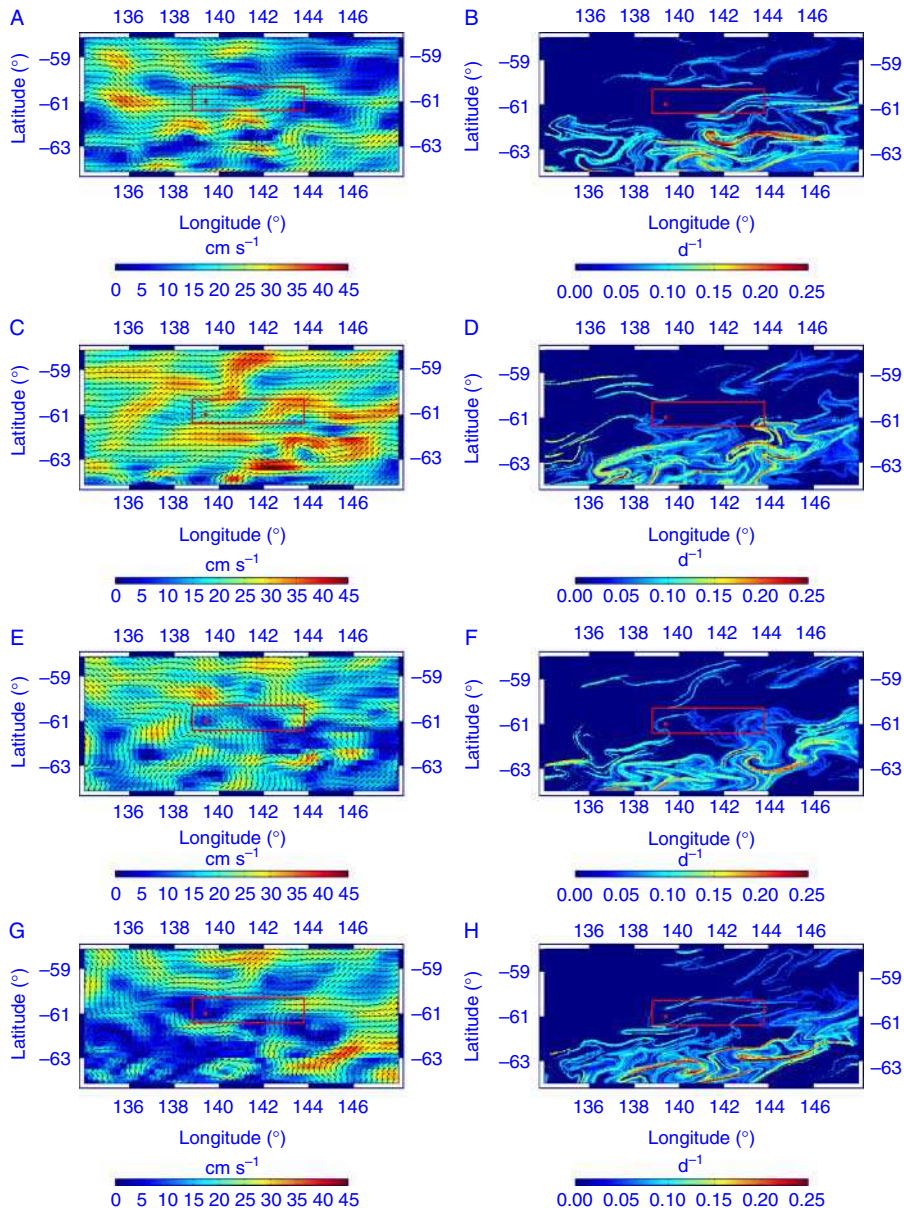 A 136 138 140 142 144 146
Latitude (°) –59 –61 –63
136 138 140 142 144 146
Longitude (°)
cm s–1
0 5 10 15 20 25 30 35 40 45
B 136 138 140 142 144 146
Latitude (°) –59 –61 –63
–59 –61 –63
136 138 140 142 144 146
Longitude (°)
d–1
0.00 0.05 0.10 0.15 0.20 0.25
C 136 138 140 142 144 146
Latitude (°) –59 –61 –63
136 138 140 142 144 146
Longitude (°)
cm s–1
0 5 10 15 20 25 30 35 40 45
D 136 138 140 142 144 146
Latitude (°) –59 –61 –63
–59 –61 –63
136 138 140 142 144 146
Longitude (°)
d–1
0.00 0.05 0.10 0.15 0.20 0.25
E 136 138 140 142 144 146
Latitude (°) –59 –61 –63
136 138 140 142 144 146
Longitude (°)
cm s–1
0 5 10 15 20 25 30 35 40 45
F 136 138 140 142 144 146
Latitude (°) –59 –61 –63
–59 –61 –63
136 138 140 142 144 146
Longitude (°)
d–1
0.00 0.05 0.10 0.15 0.20 0.25
G 136 138 140 142 144 146
Latitude (°) –59 –61 –63
136 138 140 142 144 146
Longitude (°)
cm s–1
0 5 10 15 20 25 30 35 40 45
H 136 138 140 142 144 146
Latitude (°) –59 –61 –63
–59 –61 –63
136 138 140 142 144 146
Longitude (°)
d–1
0.00 0.05 0.10 0.15 0.20 0.25